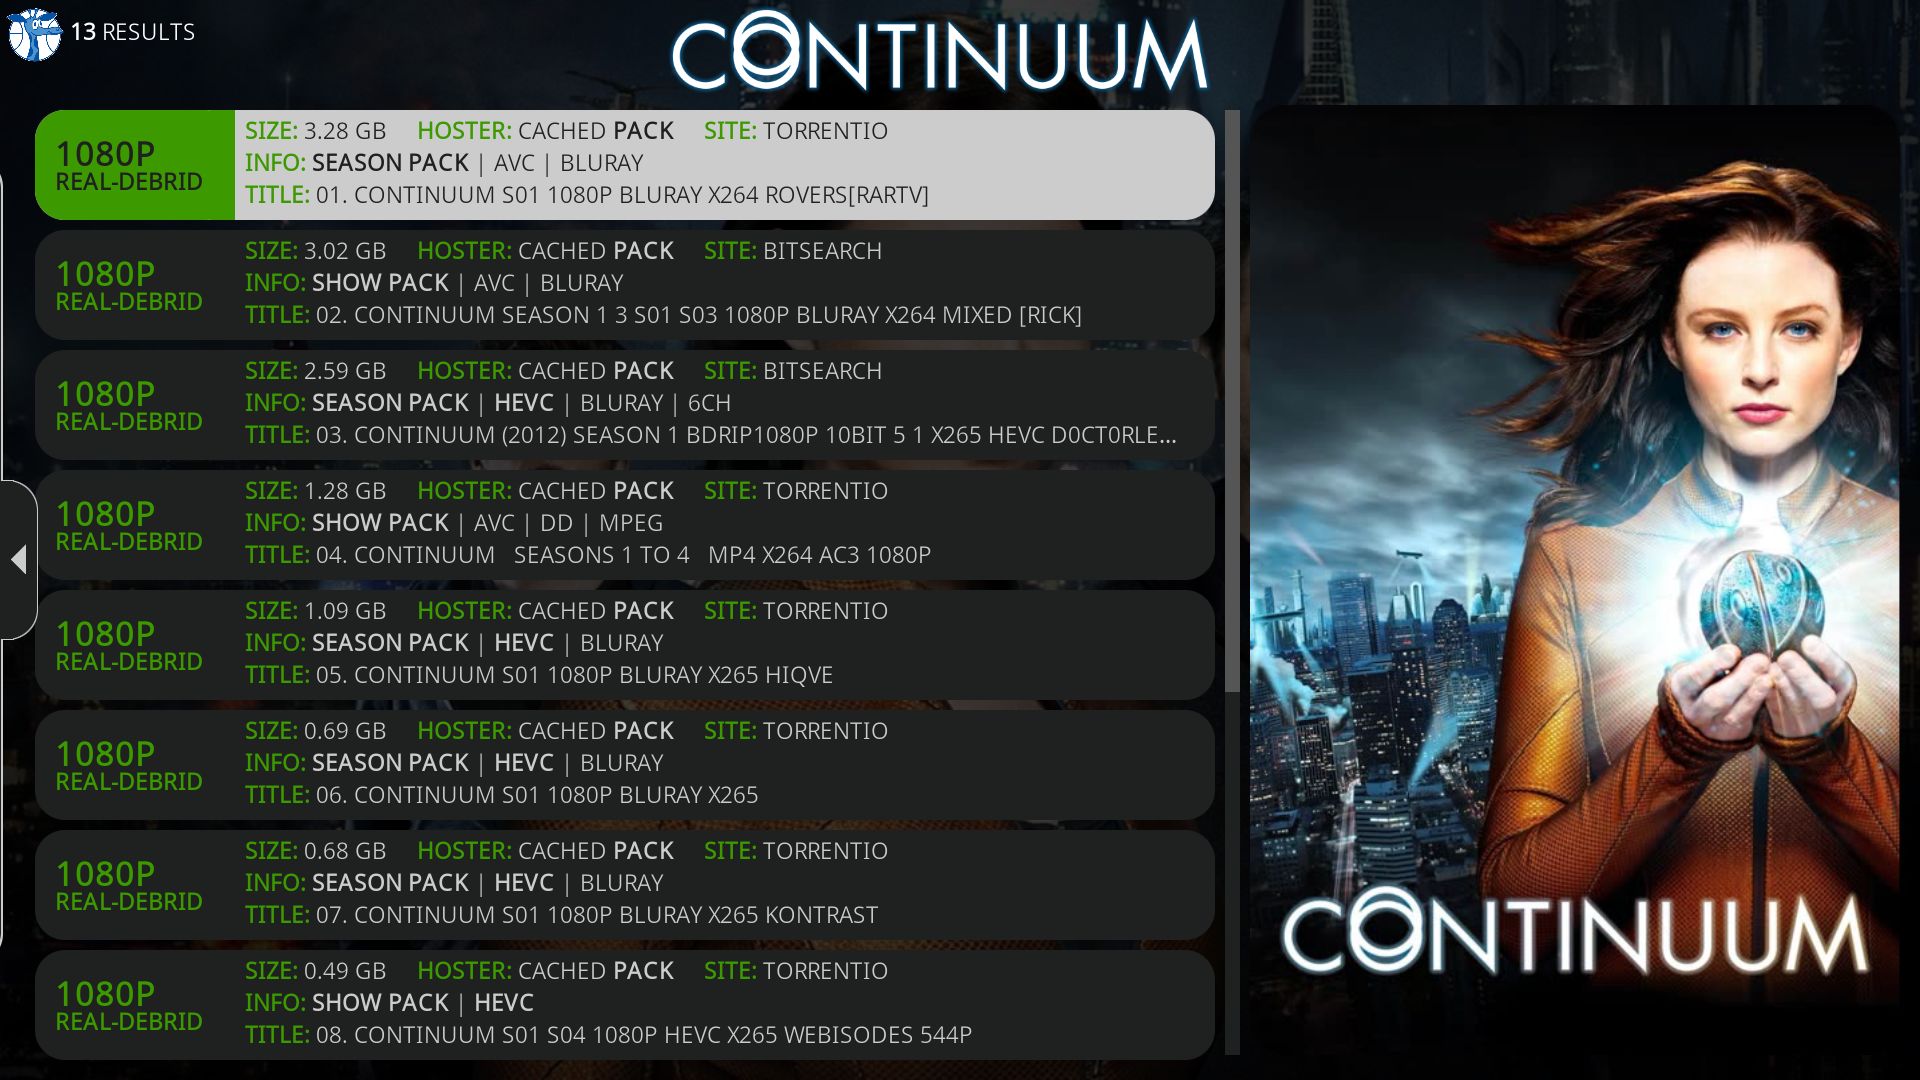 13 RESULTS
CONTINUUM
1080P
REAL-DEBRID
SIZE: 3.28 GB HOSTER: CACHED PACK SITE: TORRENTIO
INFO: SEASON PACK | AVC | BLURAY
TITLE: 01. CONTINUUM S01 1080P BLURAY X264 ROVERS[RARTV]
1080P
REAL-DEBRID
SIZE: 3.02 GB HOSTER: CACHED PACK SITE: BITSEARCH
INFO: SHOW PACK | AVC | BLURAY
TITLE: 02. CONTINUUM SEASON 1 3 S01 S03 1080P BLURAY X264 MIXED [RICK]
1080P
REAL-DEBRID
SIZE: 2.59 GB HOSTER: CACHED PACK SITE: BITSEARCH
INFO: SEASON PACK | HEVC | BLURAY | 6CH
TITLE: 03. CONTINUUM (2012) SEASON 1 BDRIP1080P 10BIT 5 1 X265 HEVC D0CT0RLE...
1080P
REAL-DEBRID
SIZE: 1.28 GB HOSTER: CACHED PACK SITE: TORRENTIO
INFO: SHOW PACK | AVC | DD | MPEG
TITLE: 04. CONTINUUM SEASONS 1 TO 4 MP4 X264 AC3 1080P
1080P
REAL-DEBRID
SIZE: 1.09 GB HOSTER: CACHED PACK SITE: TORRENTIO
INFO: SEASON PACK | HEVC | BLURAY
TITLE: 05. CONTINUUM S01 1080P BLURAY X265 HIQVE
1080P
REAL-DEBRID
SIZE: 0.69 GB HOSTER: CACHED PACK SITE: TORRENTIO
INFO: SEASON PACK | HEVC | BLURAY
TITLE: 06. CONTINUUM S01 1080P BLURAY X265
1080P
REAL-DEBRID
SIZE: 0.68 GB HOSTER: CACHED PACK SITE: TORRENTIO
INFO: SEASON PACK | HEVC | BLURAY
TITLE: 07. CONTINUUM S01 1080P BLURAY X265 KONTRAST
1080P
REAL-DEBRID
SIZE: 0.49 GB HOSTER: CACHED PACK SITE: TORRENTIO
INFO: SHOW PACK | HEVC
TITLE: 08. CONTINUUM S01 S04 1080P HEVC X265 WEBISODES 544P
CONTINUUM